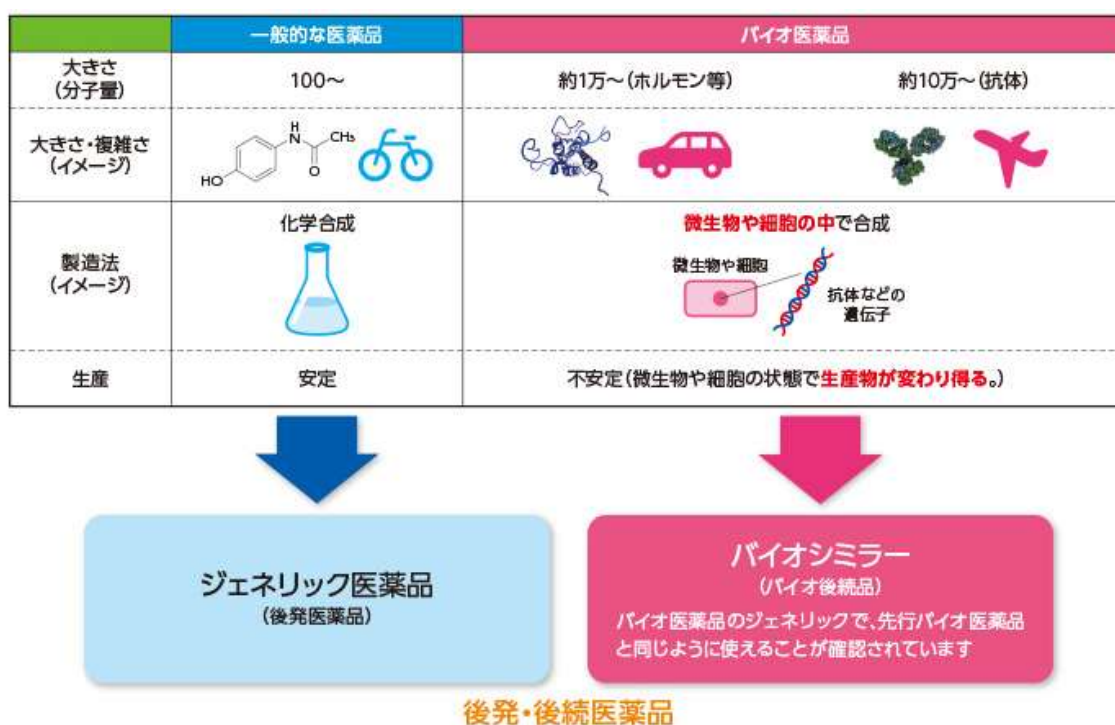 一般的な医薬品
バイオ医薬品
大きさ
(分子量)
100～
約1万～(ホルモン等)
約10万～(抗体)
大きさ・複雑さ
(イメージ)
H
N
CH₃
O
HO
製造法
(イメージ)
化学合成
微生物や細胞の中で合成
微生物や細胞
抗体などの
遺伝子
生産
安定
不安定(微生物や細胞の状態で生産物が変わり得る。)
ジェネリック医薬品
(後発医薬品)
バイオシミラー
(バイオ後続品)
バイオ医薬品のジェネリックで、先行バイオ医薬品
と同じように使えることが確認されています
後発・後続医薬品